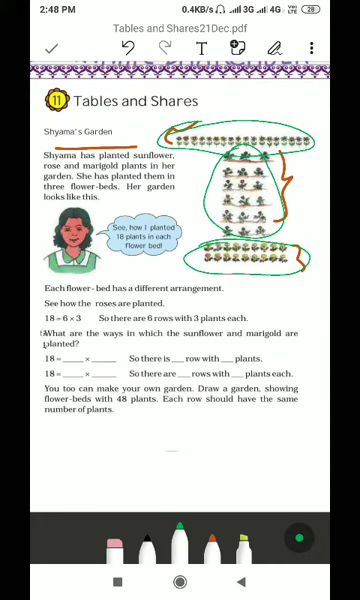 2:48 PM
0.4KB/s 3G 4G Vo LTE 28
Tables and Shares21Dec.pdf
T
11 Tables and Shares
Shyama's Garden
Shyama has planted sunflower,
rose and marigold plants in her
garden. She has planted them in
three flower-beds. Her garden
looks like this.
See, how I planted
18 plants in each
flower bed!
Each flower-bed has a different arrangement.
See how the roses are planted.
18 = 6 × 3 So there are 6 rows with 3 plants each.
What are the ways in which the sunflower and marigold are
planted?
18 = ____ × ____ So there is __ row with __ plants.
18 = ____ × ____ So there are __ rows with __ plants each.
You too can make your own garden. Draw a garden, showing
flower-beds with 48 plants. Each row should have the same
number of plants.